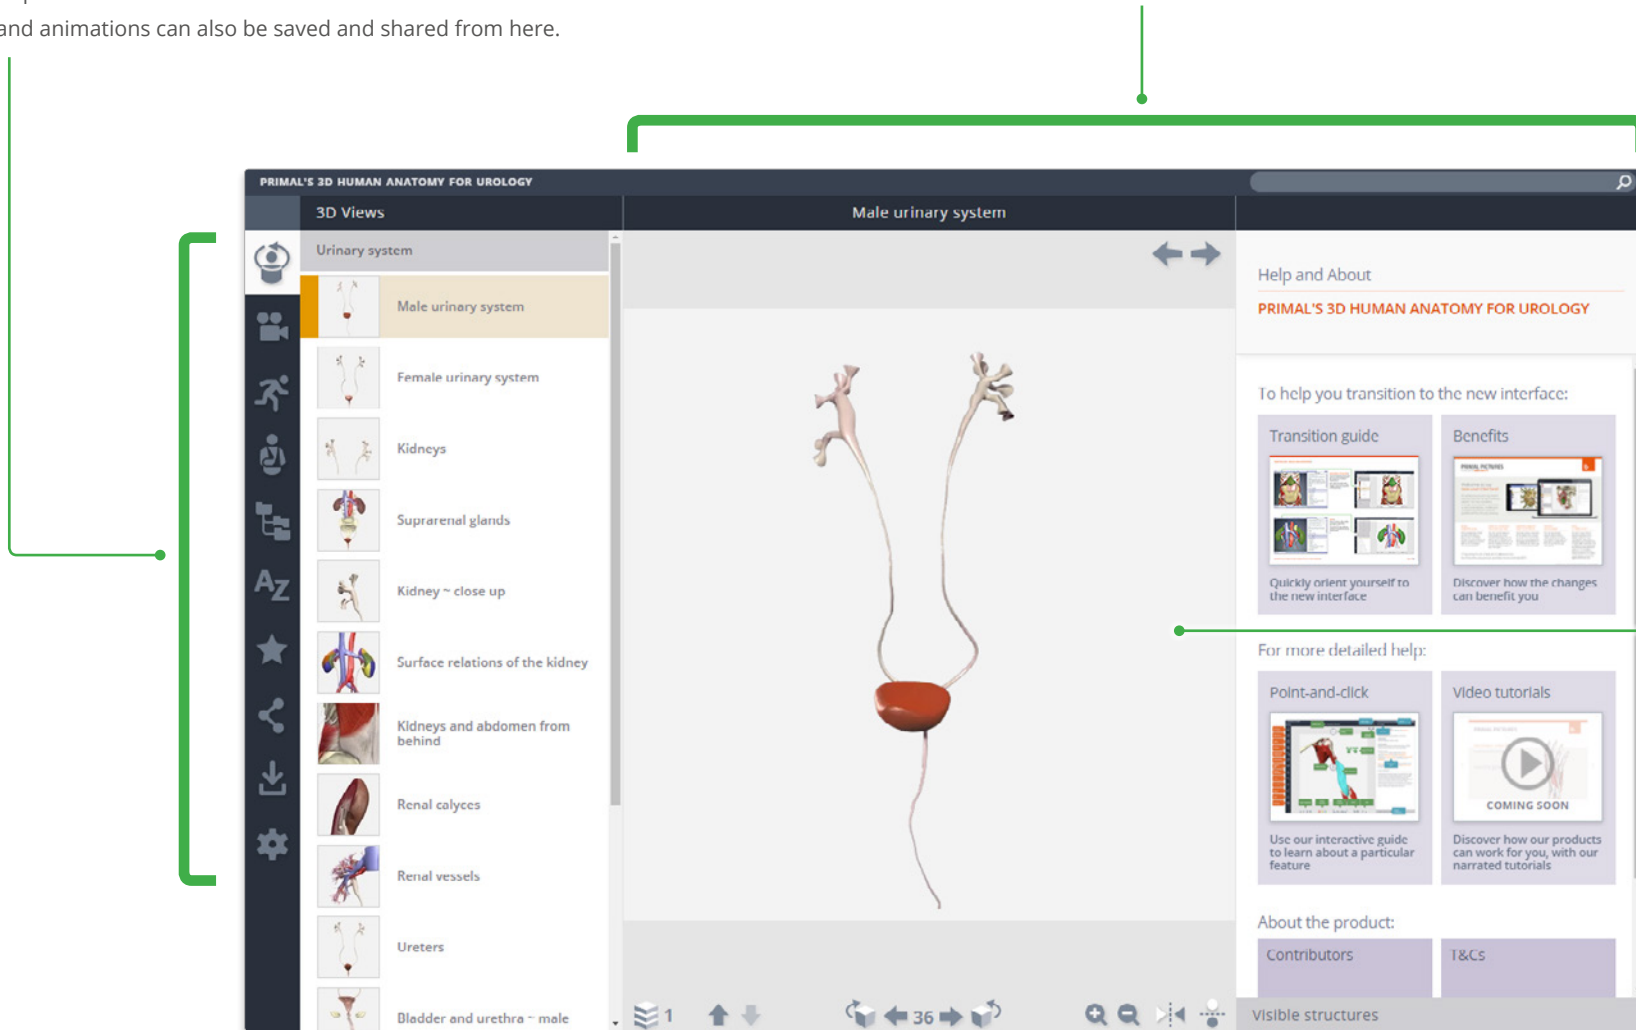 and animations can also be saved and shared from here.
PRIMAL'S 3D HUMAN ANATOMY FOR UROLOGY
3D Views
Male urinary system
Urinary system
Male urinary system
Female urinary system
Kidneys
Suprarenal glands
Kidney ~ close up
Surface relations of the kidney
Kidneys and abdomen from
behind
Renal calyces
Renal vessels
Ureters
Bladder and urethra ~ male
AZ
1
36
Help and About
PRIMAL'S 3D HUMAN ANATOMY FOR UROLOGY
To help you transition to the new interface:
Transition guide
Quickly orient yourself to
the new interface
Benefits
PRIMAL PICTURES
Discover how the changes
can benefit you
For more detailed help:
Point-and-click
Use our interactive guide
to learn about a particular
feature
Video tutorials
COMING SOON
Discover how our products
can work for you, with our
narrated tutorials
About the product:
Contributors
T&Cs
Visible structures